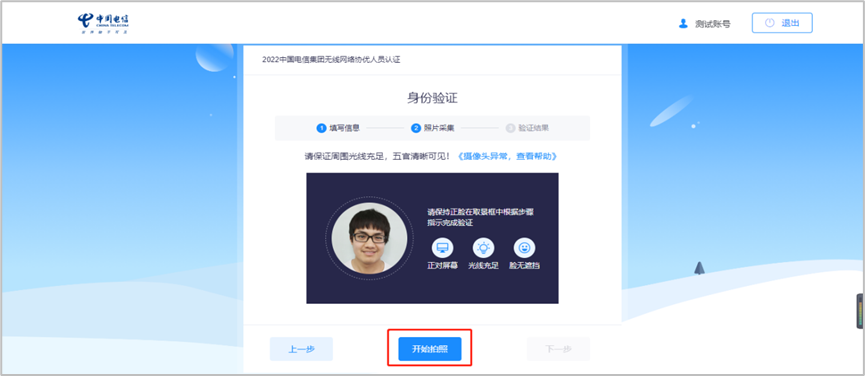 中国电信
CHINA TELECOM
测试账号
退出
2022中国电信集团无线网络协优人员认证
身份验证
1 填写信息
2 照片采集
3 验证结果
请保证周围光线充足，五官清晰可见！《摄像头异常，查看帮助》
请保持正脸在取景框中根据步骤
指示完成验证
正对屏幕
光线充足
脸无遮挡
上一步
开始拍照
下一步